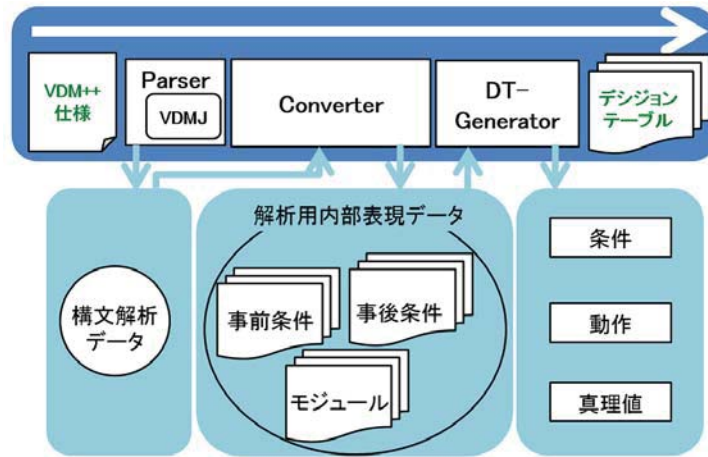 VDM++
仕様
Parser
VDMJ
Converter
DT-
Generator
デシジョン
テーブル
構文解析
データ
解析用内部表現データ
事前条件
事後条件
モジュール
条件
動作
真理値